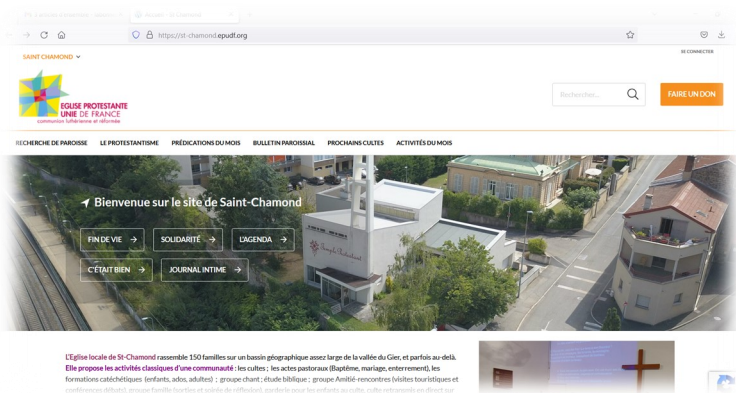 https://st-chamond.epudf.org
SE CONNECTER
SAINT CHAMOND
EGLISE PROTESTANTE
UNIE DE FRANCE
communion luthérienne et réformée
Rechercher...
FAIRE UN DON
RECHERCHE DE PAROISSE LE PROTESTANTISME PRÉDICATIONS DU MOIS BULLETIN PAROISSIAL PROCHAINS CULTES ACTIVITÉS DU MOIS
Bienvenue sur le site de Saint-Chamond
FIN DE VIE → SOLIDARITÉ → L'AGENDA →
C'ÉTAIT BIEN → JOURNAL INTIME →
Temple Protestant
L'Eglise locale de St-Chamond rassemble 150 familles sur un bassin géographique assez large de la vallée du Gier, et parfois au-delà.
Elle propose les activités classiques d'une communauté : les cultes ; les actes pastoraux (Baptême, mariage, enterrement), les
formations catéchétiques (enfants, ados, adultes) ; groupe chant ; étude biblique ; groupe Amitié-rencontres (visites touristiques et